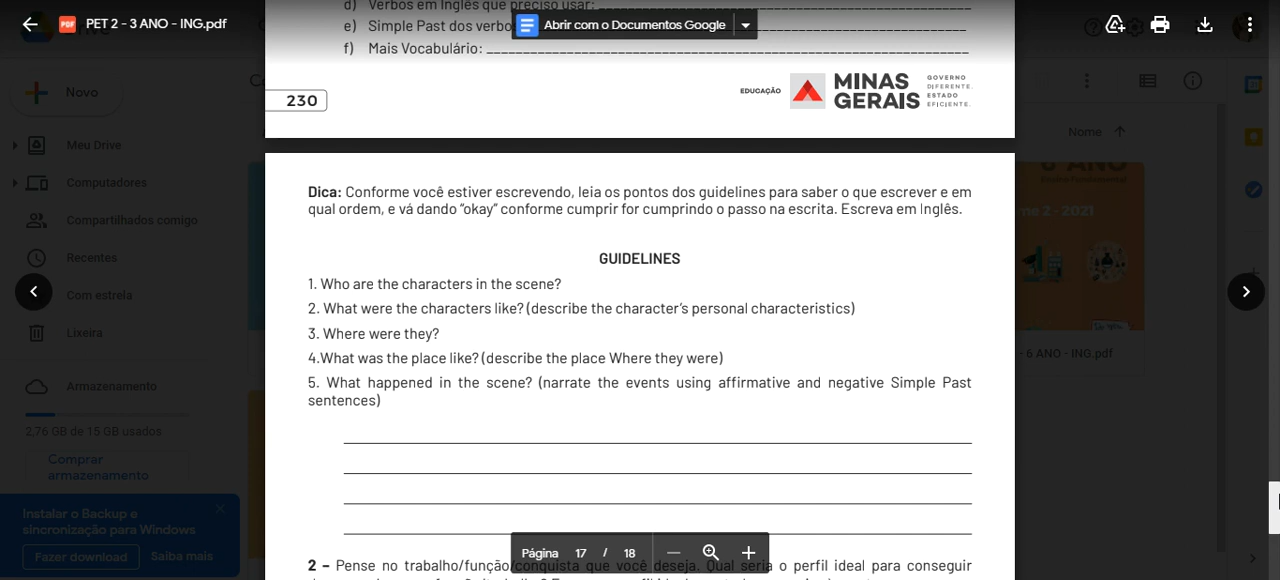 PET 2 - 3 ANO - ING.pdf
Abrir com o Documentos Google
d) Verbos em Inglês que preciso usar:
e) Simple Past dos verbo
f) Mais Vocabulário:
230
EDUCAÇÃO
MINAS GERAIS
GOVERNO
DIFERENTE.
ESTADO
EFICIENTE.
Novo
Meu Drive
Computadores
Compartilhados comigo
Recentes
Com estrela
Lixeira
Armazenamento
2,76 GB de 15 GB usados
Comprar
armazenamento
Instalar o Backup e
sincronização para Windows
Fazer download
Saiba mais
Dica: Conforme você estiver escrevendo, leia os pontos dos guidelines para saber o que escrever e em
qual ordem, e vá dando “okay” conforme cumprir for cumprindo o passo na escrita. Escreva em Inglês.
GUIDELINES
1. Who are the characters in the scene?
2. What were the characters like? (describe the character’s personal characteristics)
3. Where were they?
4.What was the place like? (describe the place Where they were)
5. What happened in the scene? (narrate the events using affirmative and negative Simple Past
sentences)
2 – Pense no trabalho/função/conquista que você deseja. Qual seria o perfil ideal para conseguir
Página 17 / 18
Nome
- 6 ANO - ING.pdf